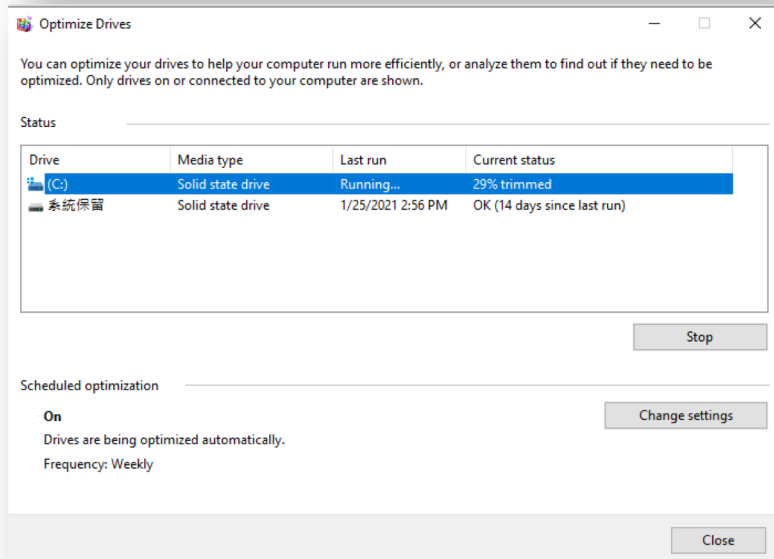 Optimize Drives
You can optimize your drives to help your computer run more efficiently, or analyze them to find out if they need to be
optimized. Only drives on or connected to your computer are shown.
Status
Drive Media type Last run Current status
(C:) Solid state drive Running... 29% trimmed
系統保留 Solid state drive 1/25/2021 2:56 PM OK (14 days since last run)
Stop
Scheduled optimization
On
Change settings
Drives are being optimized automatically.
Frequency: Weekly
Close